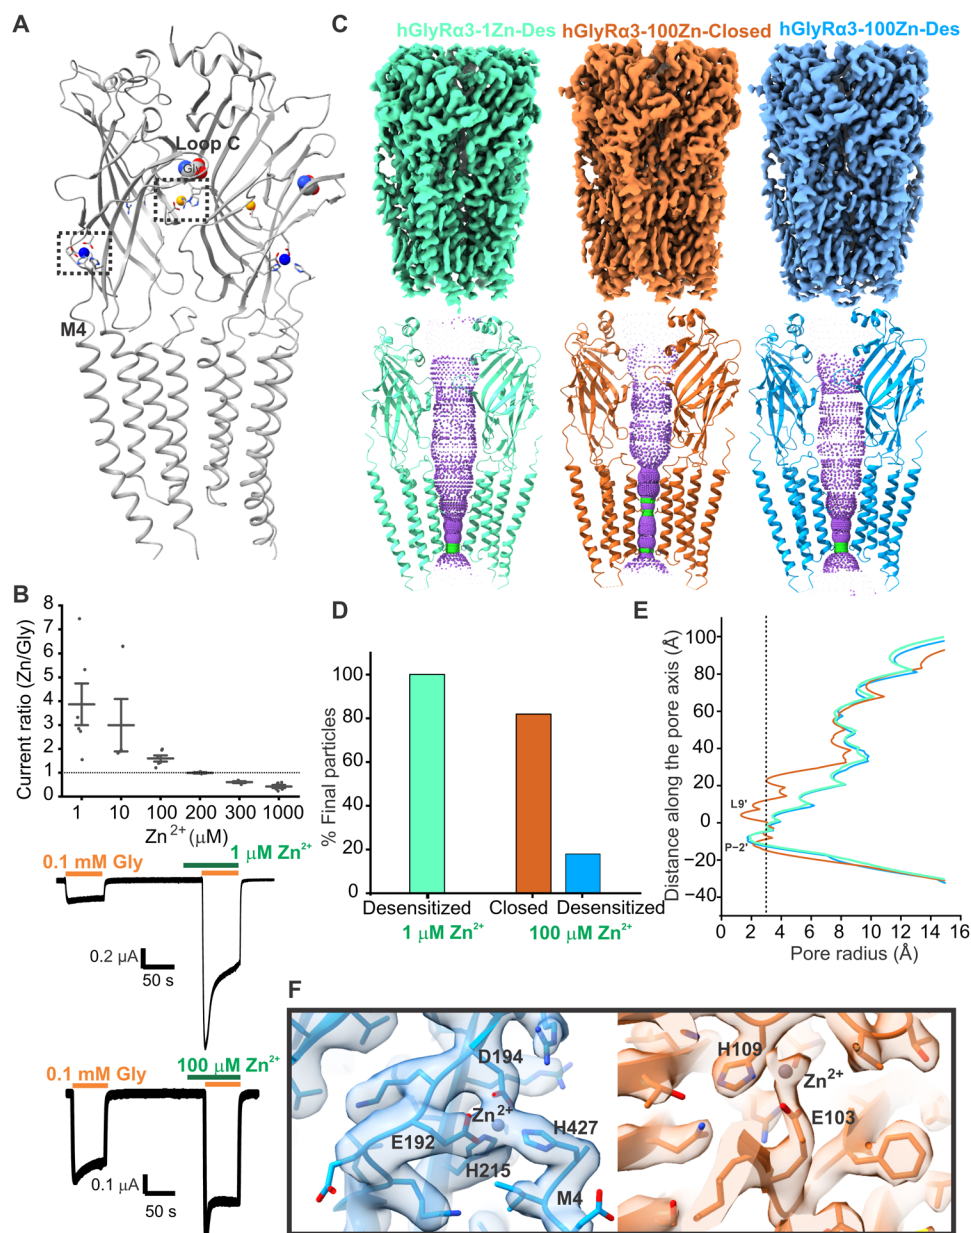 A
Loop C
Gly
M4
C
hGlyRα3-1Zn-Des
hGlyRα3-100Zn-Closed
hGlyRα3-100Zn-Des
B
Current ratio (Zn/Gly)
8
7
6
5
4
3
2
1
0
1 10 100 200 300 1000
Zn²⁺ (µM)
0.1 mM Gly
1 µM Zn²⁺
0.2 µA
50 s
0.1 mM Gly
100 µM Zn²⁺
0.1 µA
50 s
D
% Final particles
100
80
60
40
20
0
Desensitized
Closed
Desensitized
1 µM Zn²⁺
100 µM Zn²⁺
E
Distance along the pore axis (Å)
100
80
60
40
20
0
−20
−40
L9'
P−2'
0 2 4 6 8 10 12 14 16
Pore radius (Å)
F
D194
Zn²⁺
E192
H427
H215
M4
H109
Zn²⁺
E103